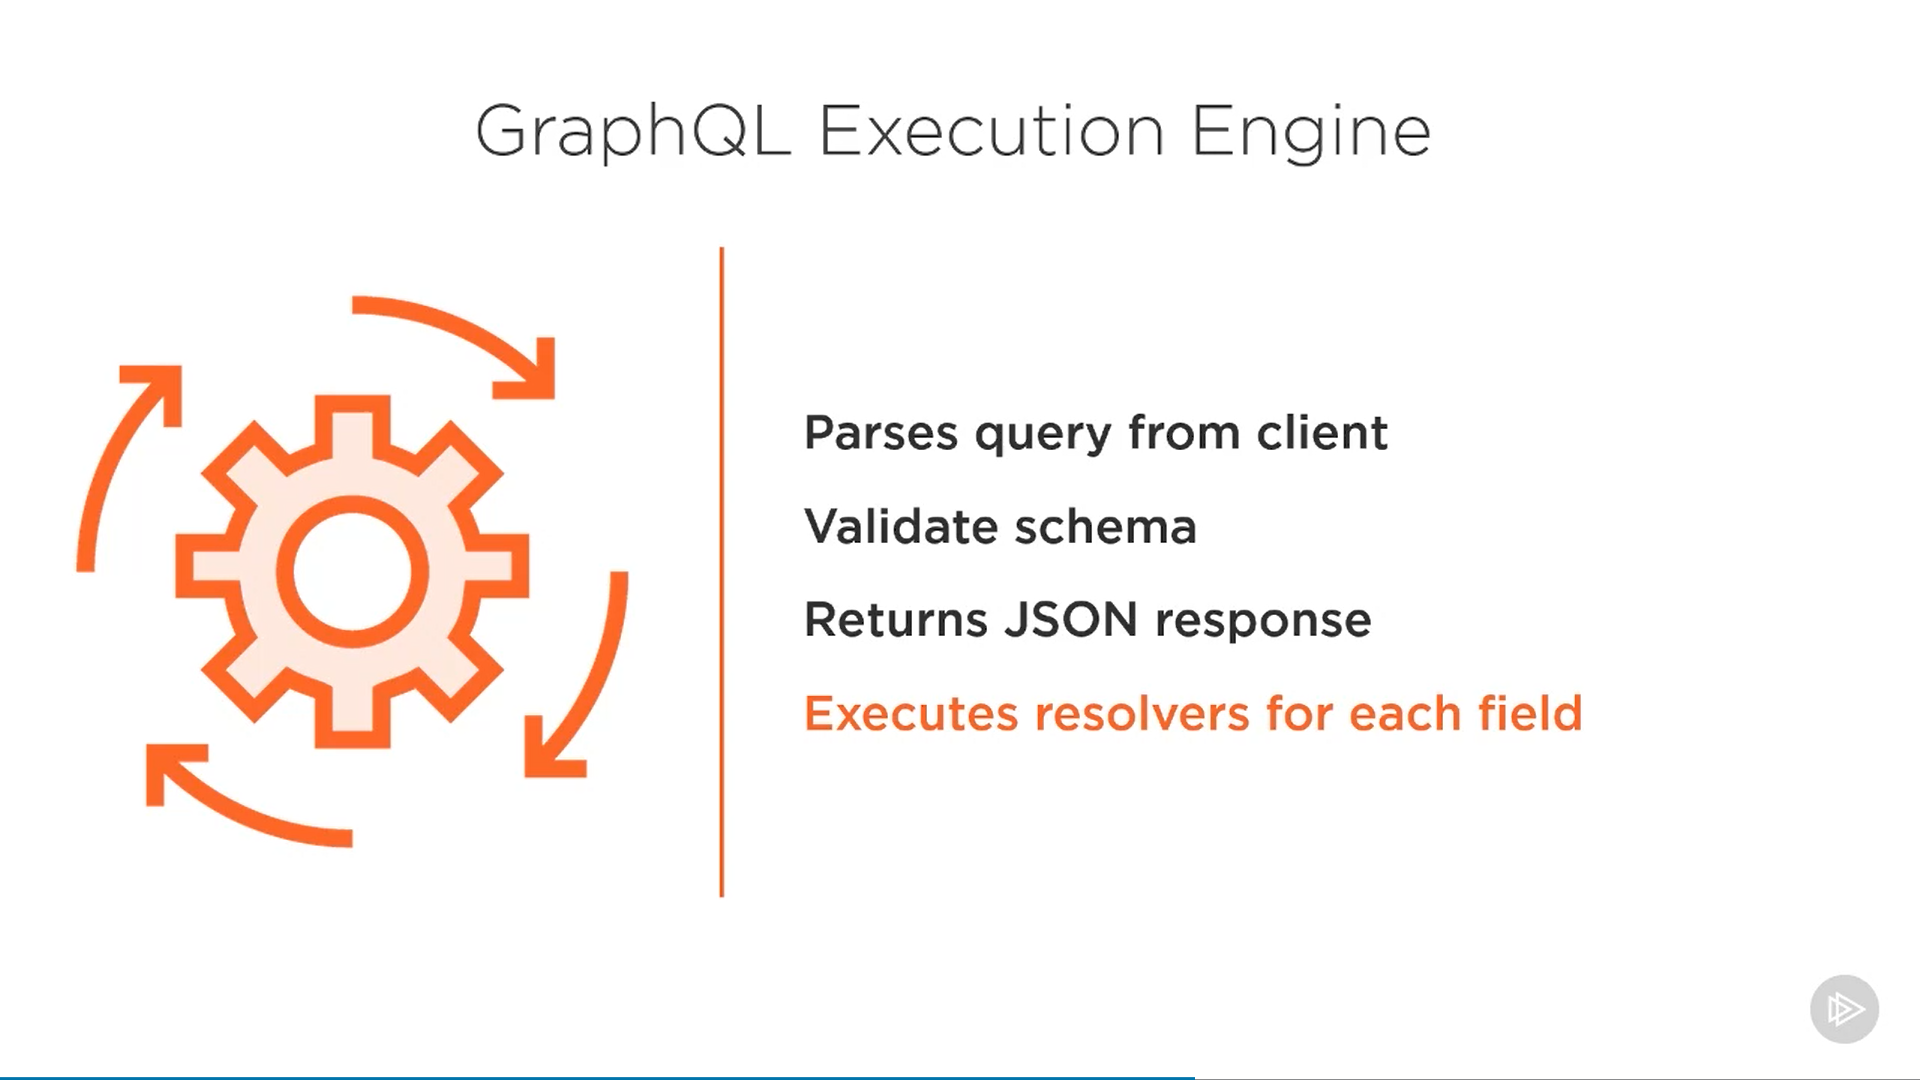 GraphQL Execution Engine
Parses query from client
Validate schema
Returns JSON response
Executes resolvers for each field